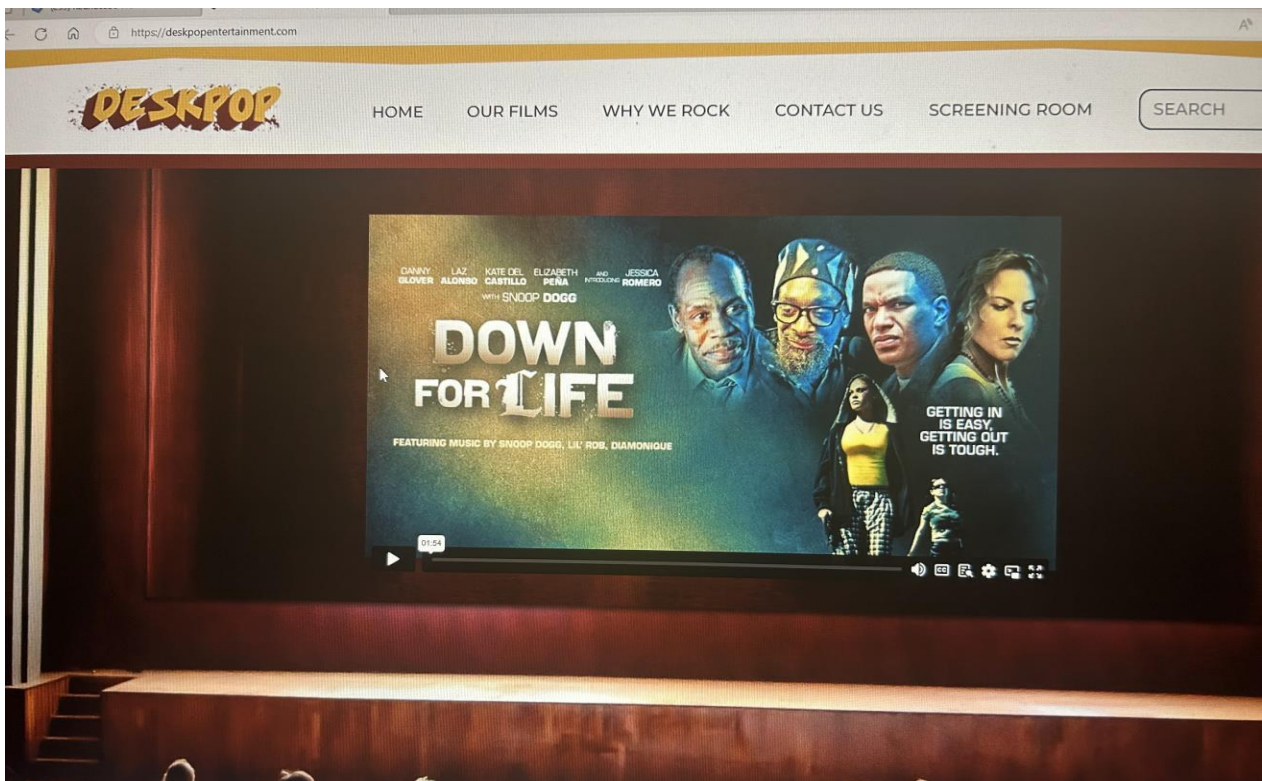 https://deskpopentertainment.com
DESKPOP
HOME OUR FILMS WHY WE ROCK CONTACT US SCREENING ROOM SEARCH
DANNY GLOVER LAZ ALONSO KATE DEL CASTILLO ELIZABETH PEÑA AND INTRODUCING JESSICA ROMERO
WITH SNOOP DOGG
DOWN
FOR LIFE
FEATURING MUSIC BY SNOOP DOGG, LIL' ROB, DIAMONIQUE
GETTING IN
IS EASY,
GETTING OUT
IS TOUGH.
01:54
CC